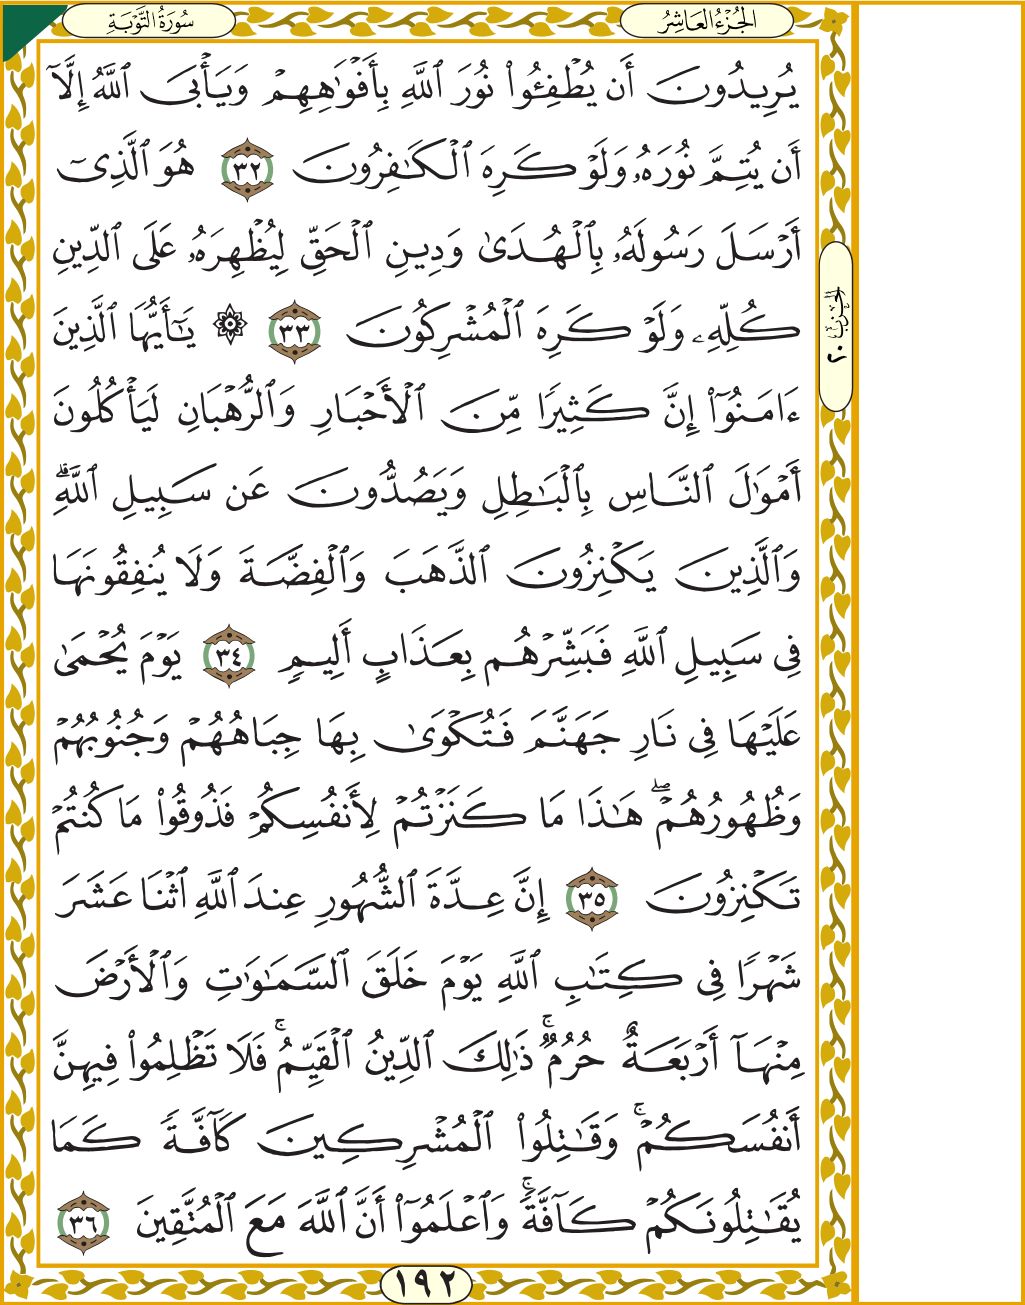 الجُزْءُ العَاشِرُ
سُورَةُ التَّوْبَةِ
يُرِيدُونَ أَن يُطْفِـُٔوا۟ نُورَ ٱللَّهِ بِأَفْوَٰهِهِمْ وَيَأْبَى ٱللَّهُ إِلَّآ
أَن يُتِمَّ نُورَهُۥ وَلَوْ كَرِهَ ٱلْكَـٰفِرُونَ ٣٢ هُوَ ٱلَّذِىٓ
أَرْسَلَ رَسُولَهُۥ بِٱلْهُدَىٰ وَدِينِ ٱلْحَقِّ لِيُظْهِرَهُۥ عَلَى ٱلدِّينِ
كُلِّهِۦ وَلَوْ كَرِهَ ٱلْمُشْرِكُونَ ٣٣ ۞ يَـٰٓأَيُّهَا ٱلَّذِينَ
ءَامَنُوٓا۟ إِنَّ كَثِيرًا مِّنَ ٱلْأَحْبَارِ وَٱلرُّهْبَانِ لَيَأْكُلُونَ
أَمْوَٰلَ ٱلنَّاسِ بِٱلْبَـٰطِلِ وَيَصُدُّونَ عَن سَبِيلِ ٱللَّهِ ۗ
وَٱلَّذِينَ يَكْنِزُونَ ٱلذَّهَبَ وَٱلْفِضَّةَ وَلَا يُنفِقُونَهَا
فِى سَبِيلِ ٱللَّهِ فَبَشِّرْهُم بِعَذَابٍ أَلِيمٍ ٣٤ يَوْمَ يُحْمَىٰ
عَلَيْهَا فِى نَارِ جَهَنَّمَ فَتُكْوَىٰ بِهَا جِبَاهُهُمْ وَجُنُوبُهُمْ
وَظُهُورُهُمْ ۖ هَـٰذَا مَا كَنَزْتُمْ لِأَنفُسِكُمْ فَذُوقُوا۟ مَا كُنتُمْ
تَكْنِزُونَ ٣٥ إِنَّ عِدَّةَ ٱلشُّهُورِ عِندَ ٱللَّهِ ٱثْنَا عَشَرَ
شَهْرًا فِى كِتَـٰبِ ٱللَّهِ يَوْمَ خَلَقَ ٱلسَّمَـٰوَٰتِ وَٱلْأَرْضَ
مِنْهَآ أَرْبَعَةٌ حُرُمٌ ۚ ذَٰلِكَ ٱلدِّينُ ٱلْقَيِّمُ ۚ فَلَا تَظْلِمُوا۟ فِيهِنَّ
أَنفُسَكُمْ ۚ وَقَـٰتِلُوا۟ ٱلْمُشْرِكِينَ كَآفَّةً كَمَا
يُقَـٰتِلُونَكُمْ كَآفَّةً ۚ وَٱعْلَمُوٓا۟ أَنَّ ٱللَّهَ مَعَ ٱلْمُتَّقِينَ ٣٦
الحِزْبُ ٢٠
١٩٢